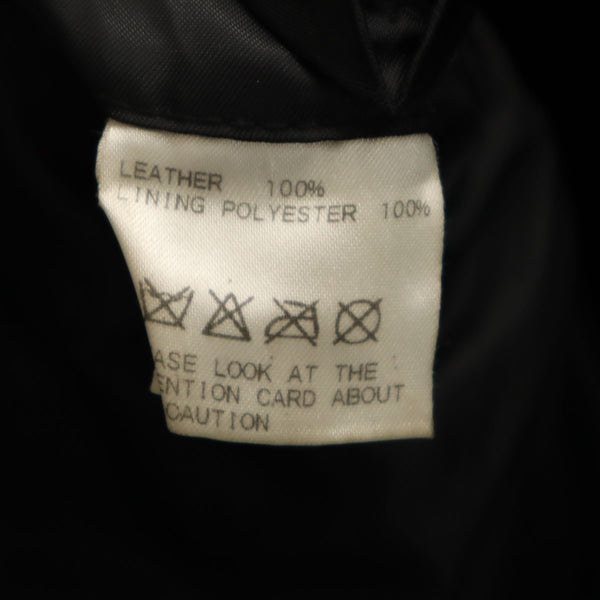 LEATHER 100%
LINING POLYESTER 100%
ASE LOOK AT THE
ENTION CARD ABOUT
CAUTION